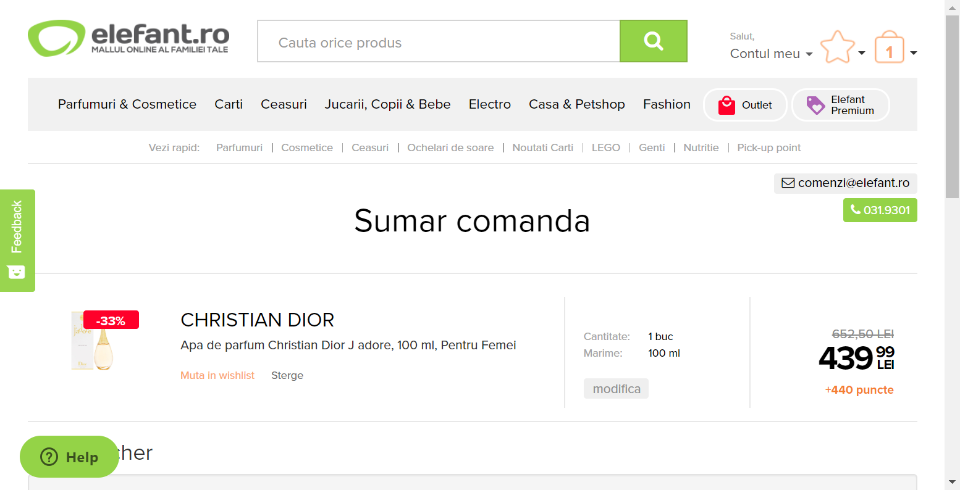 elefant.ro
MALLUL ONLINE AL FAMILIEI TALE
Cauta orice produs
Salut,
Contul meu
1
Parfumuri & Cosmetice
Carti
Ceasuri
Jucarii, Copii & Bebe
Electro
Casa & Petshop
Fashion
Outlet
Elefant
Premium
Vezi rapid:
Parfumuri
Cosmetice
Ceasuri
Ochelari de soare
Noutati Carti
LEGO
Genti
Nutritie
Pick-up point
comenzi@elefant.ro
031.9301
Feedback
Sumar comanda
-33%
CHRISTIAN DIOR
Apa de parfum Christian Dior J adore, 100 ml, Pentru Femei
Muta in wishlist
Sterge
Cantitate: 1 buc
Marime: 100 ml
modifica
652,50 LEI
439 99 LEI
+440 puncte
Help